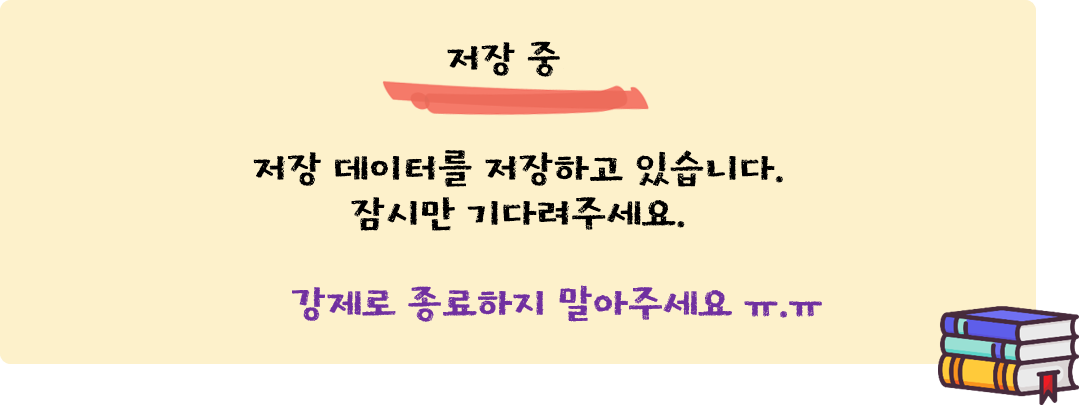 저장 중
저장 데이터를 저장하고 있습니다.
잠시만 기다려주세요.
강제로 종료하지 말아주세요 ㅠ.ㅠ